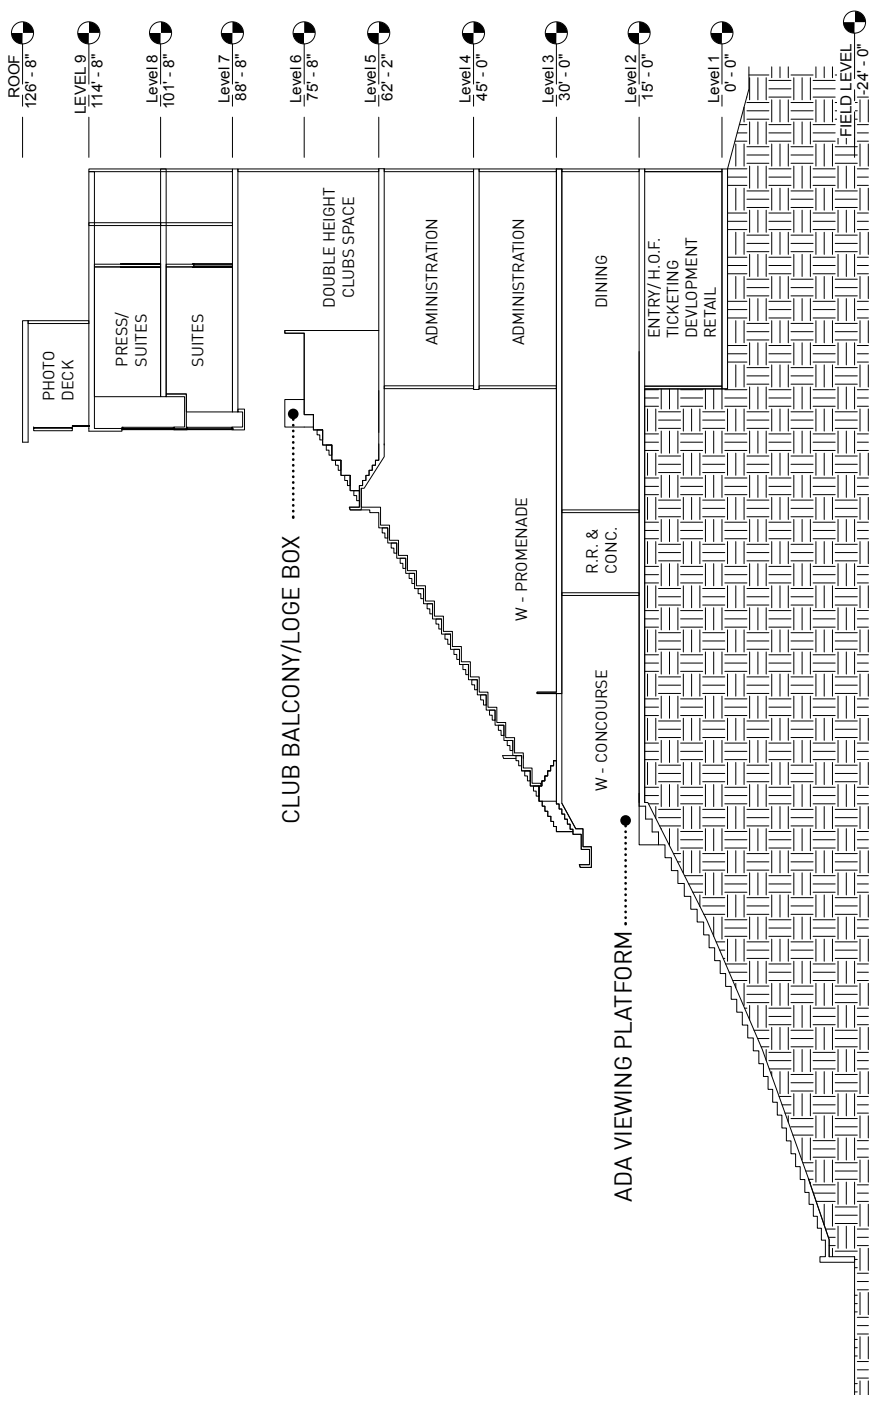 ROOF
126' - 8"
LEVEL 9
114' - 8"
Level 8
101' - 8"
Level 7
88' - 8"
Level 6
75' - 8"
Level 5
62' - 2"
Level 4
45' - 0"
Level 3
30' - 0"
Level 2
15' - 0"
Level 1
0' - 0"
FIELD LEVEL
-24' - 0"
PHOTO
DECK
PRESS/
SUITES
SUITES
DOUBLE HEIGHT
CLUBS SPACE
ADMINISTRATION
ADMINISTRATION
DINING
ENTRY/ H.O.F.
TICKETING
DEVLOPMENT
RETAIL
CLUB BALCONY/LOGE BOX
W - PROMENADE
R.R. &
CONC.
W - CONCOURSE
ADA VIEWING PLATFORM